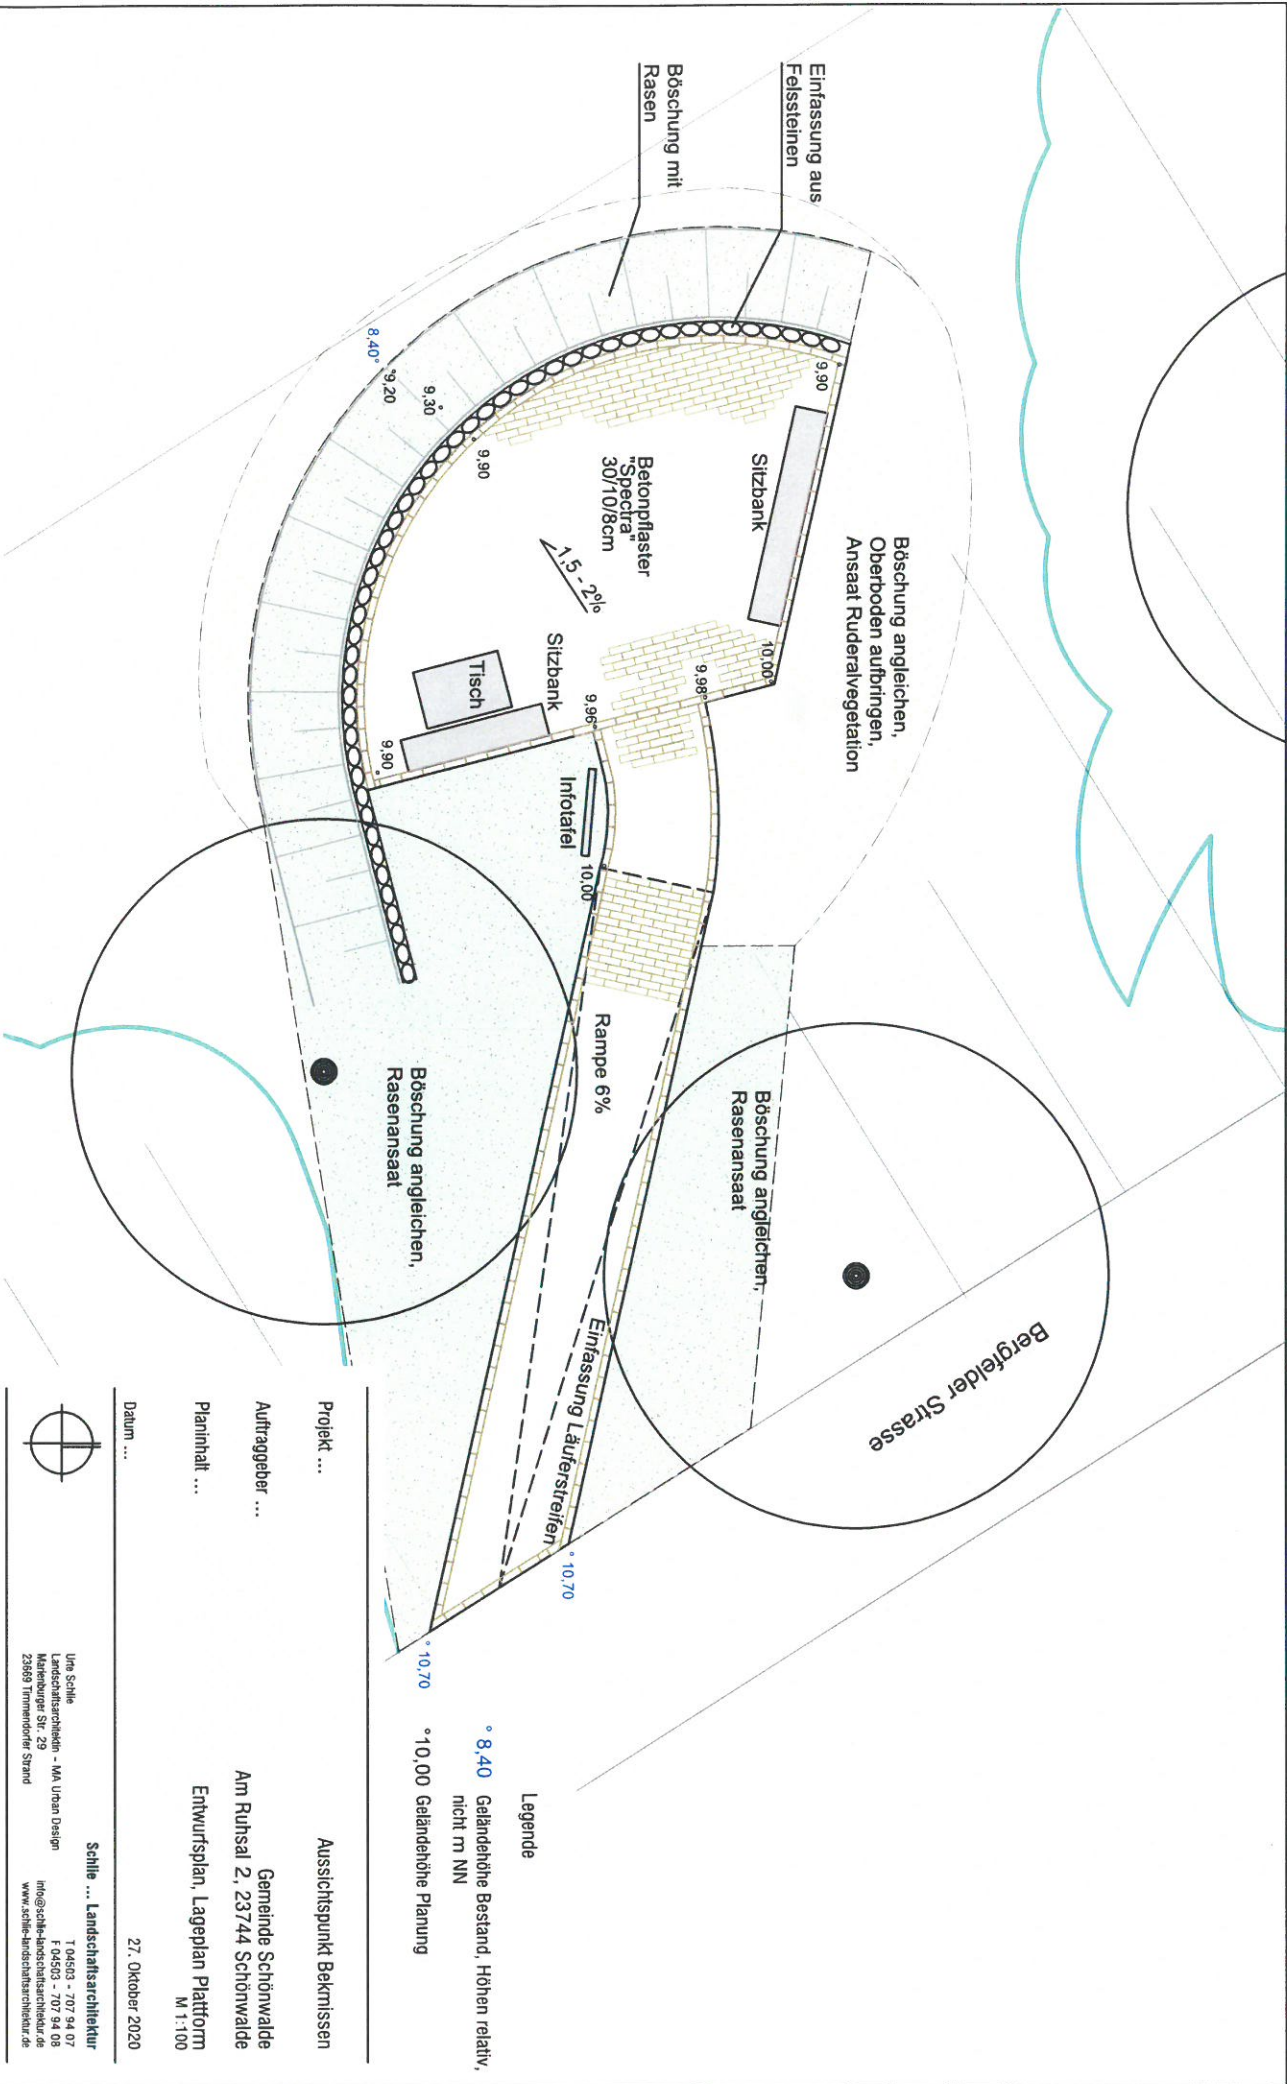 Einfassung aus
Felssteinen
Böschung mit
Rasen
Böschung angleichen,
Oberboden aufbringen,
Ansaat Ruderalvegetation
9,90
Sitzbank
10,00°
Betonpflaster
"Spectra"
30/10/8cm
1,5 - 2%
8,40°
°9,20
9,30°
9,90
9,98°
9,96°
Sitzbank
Tisch
9,90
Infotafel
10,00
Rampe 6%
Böschung angleichen,
Rasenansaat
Böschung angleichen,
Rasenansaat
Einfassung Läuferstreifen
Bergfelder Strasse
° 10,70
° 10,70
Legende
° 8,40 Geländehöhe Bestand, Höhen relativ,
nicht m NN
°10,00 Geländehöhe Planung
Projekt ... Aussichtspunkt Bekmissen
Auftraggeber ... Gemeinde Schönwalde
Am Ruhsal 2, 23744 Schönwalde
Planinhalt ... Entwurfsplan, Lageplan Plattform
M 1:100
Datum ... 27. Oktober 2020
Schlie ... Landschaftsarchitektur
Urte Schlie
Landschaftsarchitektin - MA Urban Design
Marienburger Str. 29
23669 Timmendorfer Strand
T 04503 - 707 94 07
F 04503 - 707 94 08
info@schlie-landschaftsarchitektur.de
www.schlie-landschaftsarchitektur.de